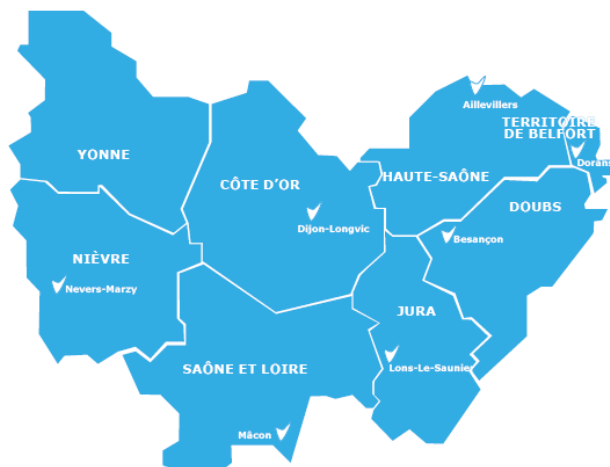 Aillevillers
TERRITOIRE
DE BELFORT
YONNE
Dorans
HAUTE-SAÔNE
CÔTE D'OR
DOUBS
Dijon-Longvic
Besançon
NIÈVRE
Nevers-Marzy
JURA
SAÔNE ET LOIRE
Lons-Le-Saunier
Mâcon